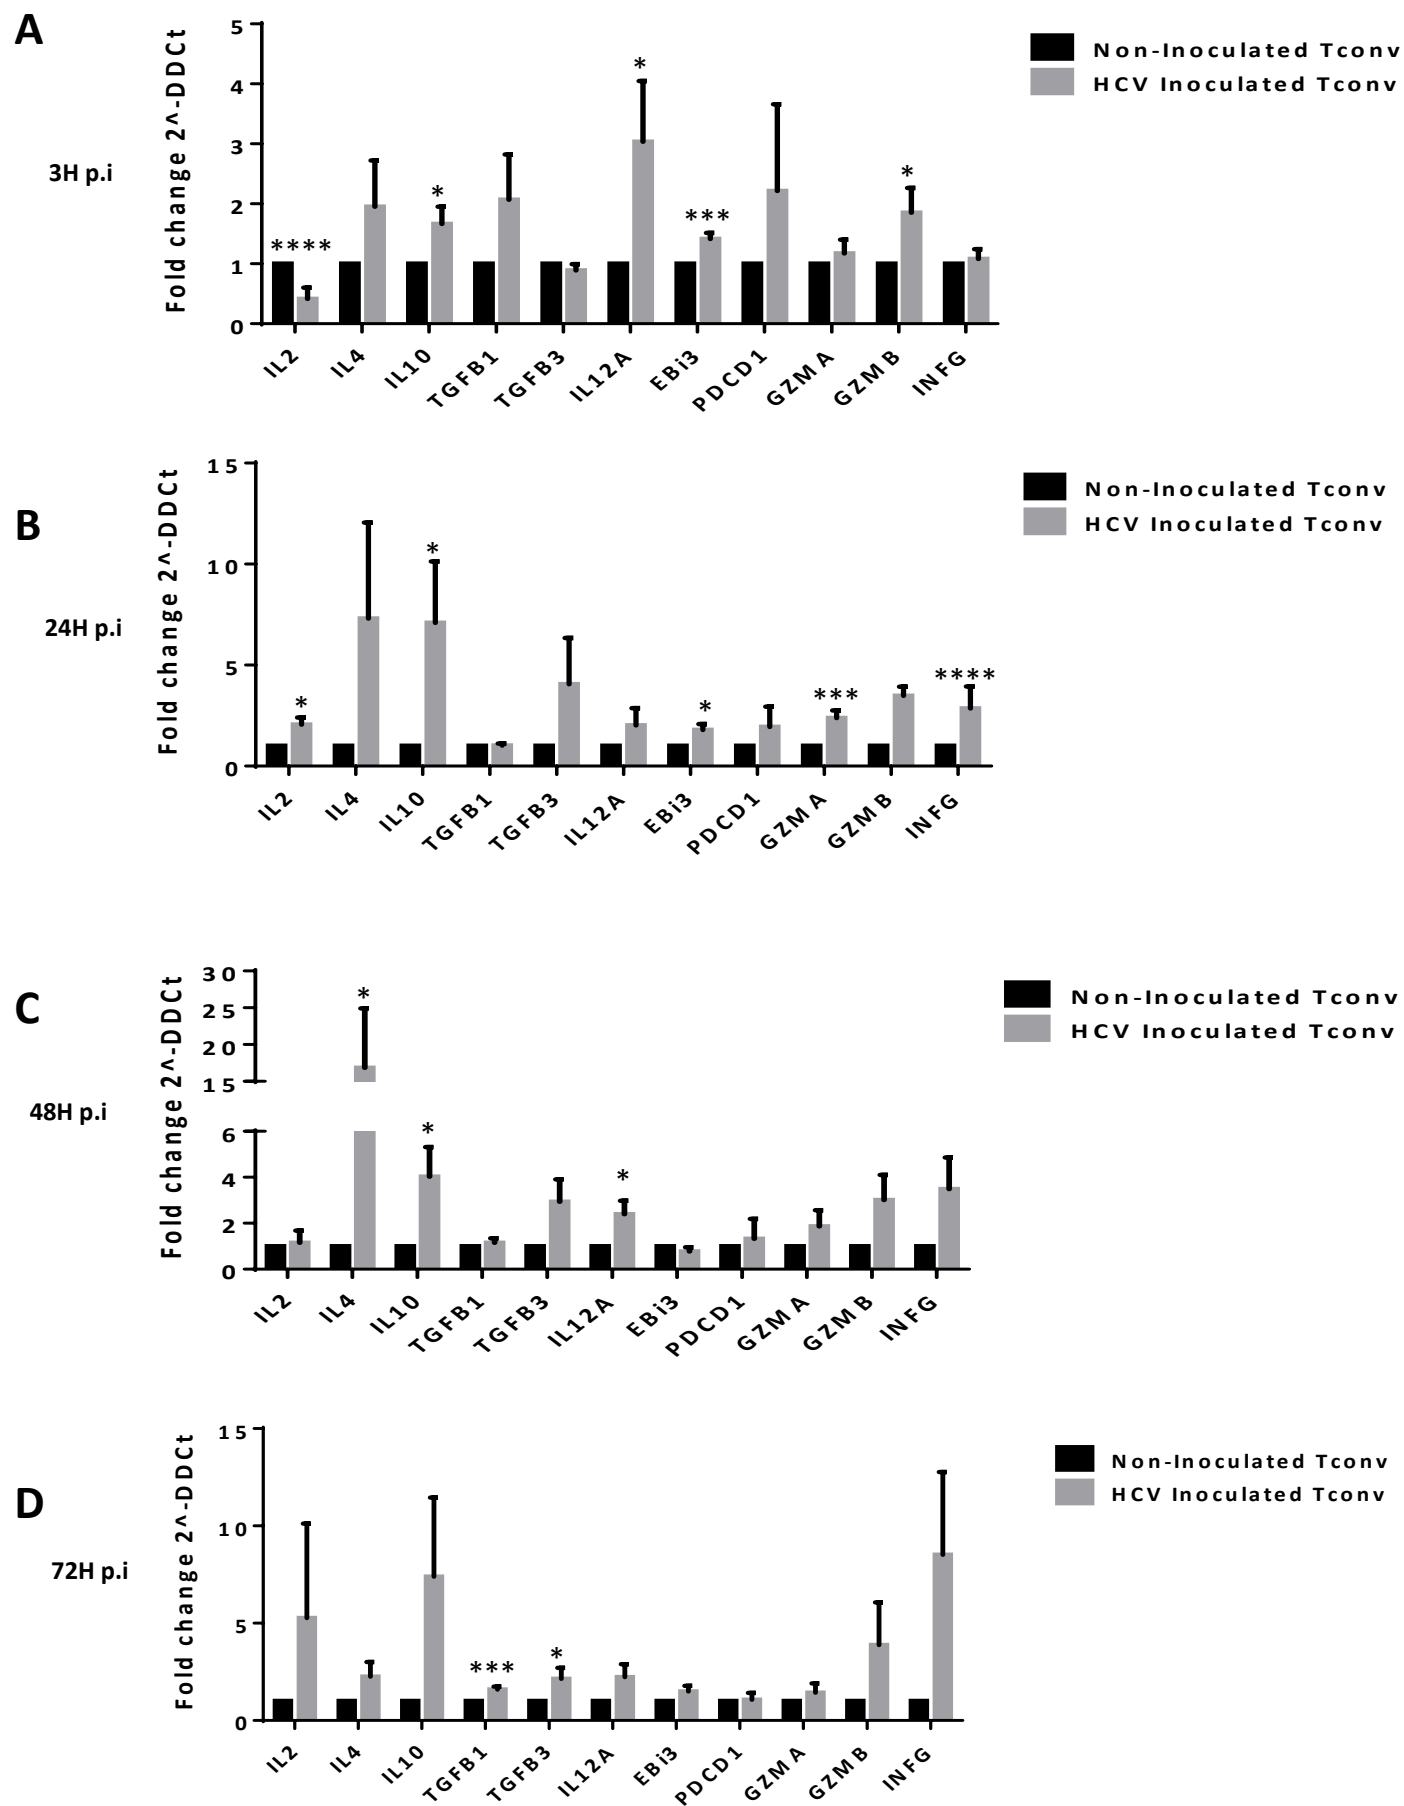 A
3H p.i
Fold change 2^-DDCt
5
4
3
2
1
0
****
*
*
***
*
IL2
IL4
IL10
TGFB1
TGFB3
IL12A
EBi3
PDCD1
GZMA
GZMB
INFG
Non-Inoculated Tconv
HCV Inoculated Tconv
B
24H p.i
Fold change 2^-DDCt
15
10
5
0
*
*
*
***
****
IL2
IL4
IL10
TGFB1
TGFB3
IL12A
EBi3
PDCD1
GZMA
GZMB
INFG
Non-Inoculated Tconv
HCV Inoculated Tconv
C
48H p.i
Fold change 2^-DDCt
30
25
20
15
6
4
2
0
*
*
*
IL2
IL4
IL10
TGFB1
TGFB3
IL12A
EBi3
PDCD1
GZMA
GZMB
INFG
Non-Inoculated Tconv
HCV Inoculated Tconv
D
72H p.i
Fold change 2^-DDCt
15
10
5
0
***
*
IL2
IL4
IL10
TGFB1
TGFB3
IL12A
EBi3
PDCD1
GZMA
GZMB
INFG
Non-Inoculated Tconv
HCV Inoculated Tconv